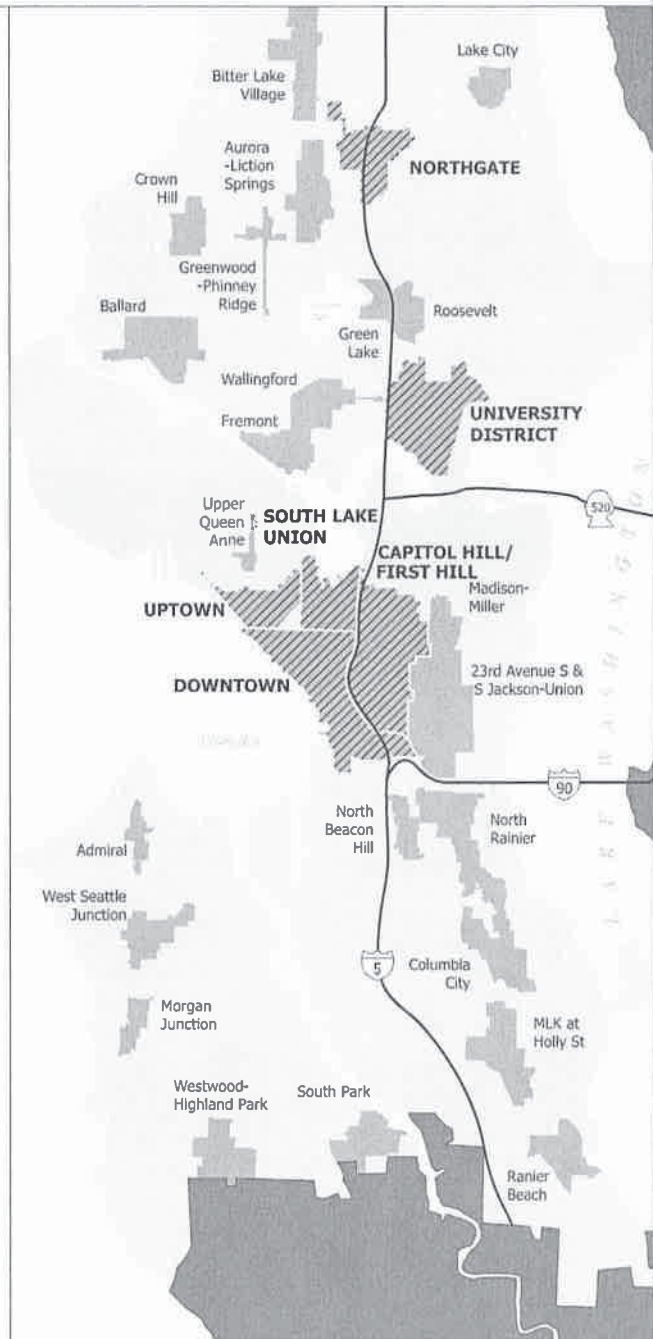 Lake City
Bitter Lake
Village
Aurora
-Liction
Springs
NORTHGATE
Crown
Hill
Greenwood
-Phinney
Ridge
Ballard
Roosevelt
Green
Lake
Wallingford
Fremont
UNIVERSITY
DISTRICT
Upper
Queen
Anne
SOUTH LAKE
UNION
520
CAPITOL HILL/
FIRST HILL
Madison-
Miller
UPTOWN
23rd Avenue S &
S Jackson-Union
DOWNTOWN
90
North
Beacon
Hill
North
Rainier
Admiral
West Seattle
Junction
5
Columbia
City
Morgan
Junction
MLK at
Holly St
Westwood-
Highland Park
South Park
Ranier
Beach
LAKE WASHINGTON